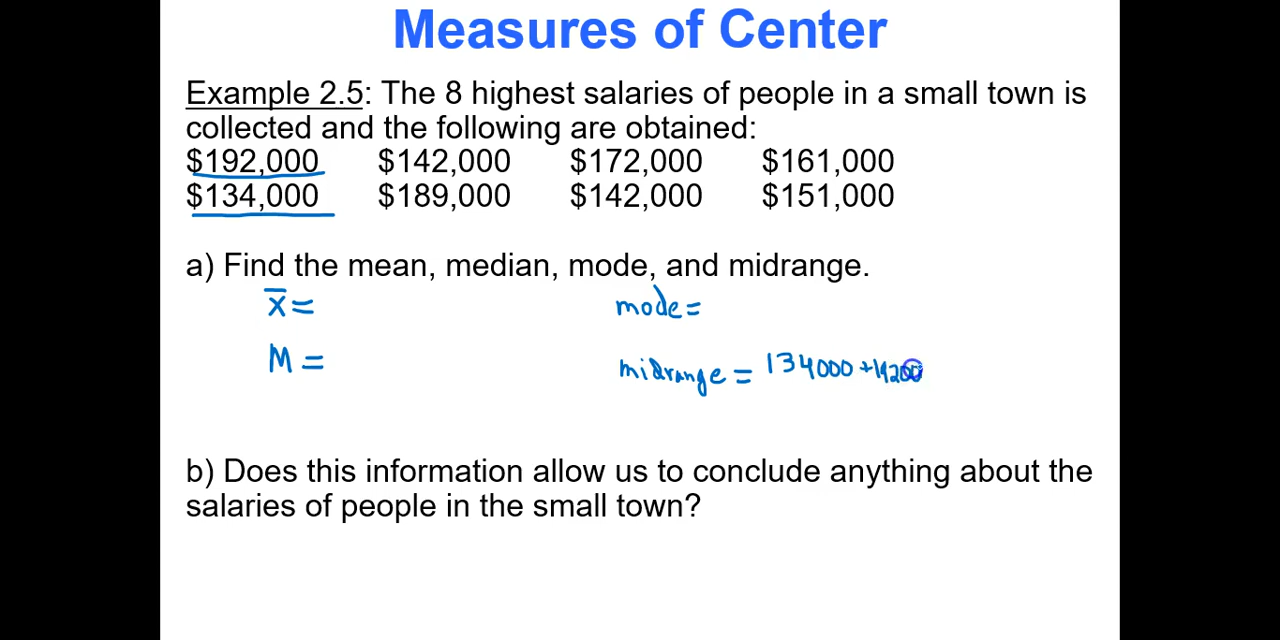 Measures of Center
Example 2.5: The 8 highest salaries of people in a small town is
collected and the following are obtained:
$192,000 $142,000 $172,000 $161,000
$134,000 $189,000 $142,000 $151,000
a) Find the mean, median, mode, and midrange.
x̅ = mode =
M = midrange = 134000 + 19200
b) Does this information allow us to conclude anything about the
salaries of people in the small town?